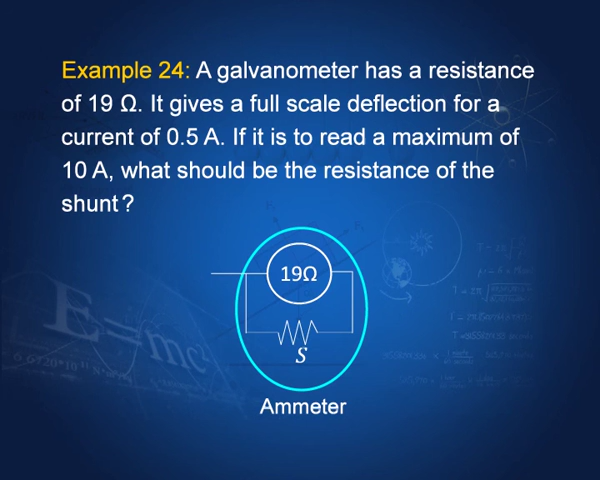 Example 24: A galvanometer has a resistance
of 19 Ω. It gives a full scale deflection for a
current of 0.5 A. If it is to read a maximum of
10 A, what should be the resistance of the
shunt?
19Ω
S
Ammeter
E=mc²